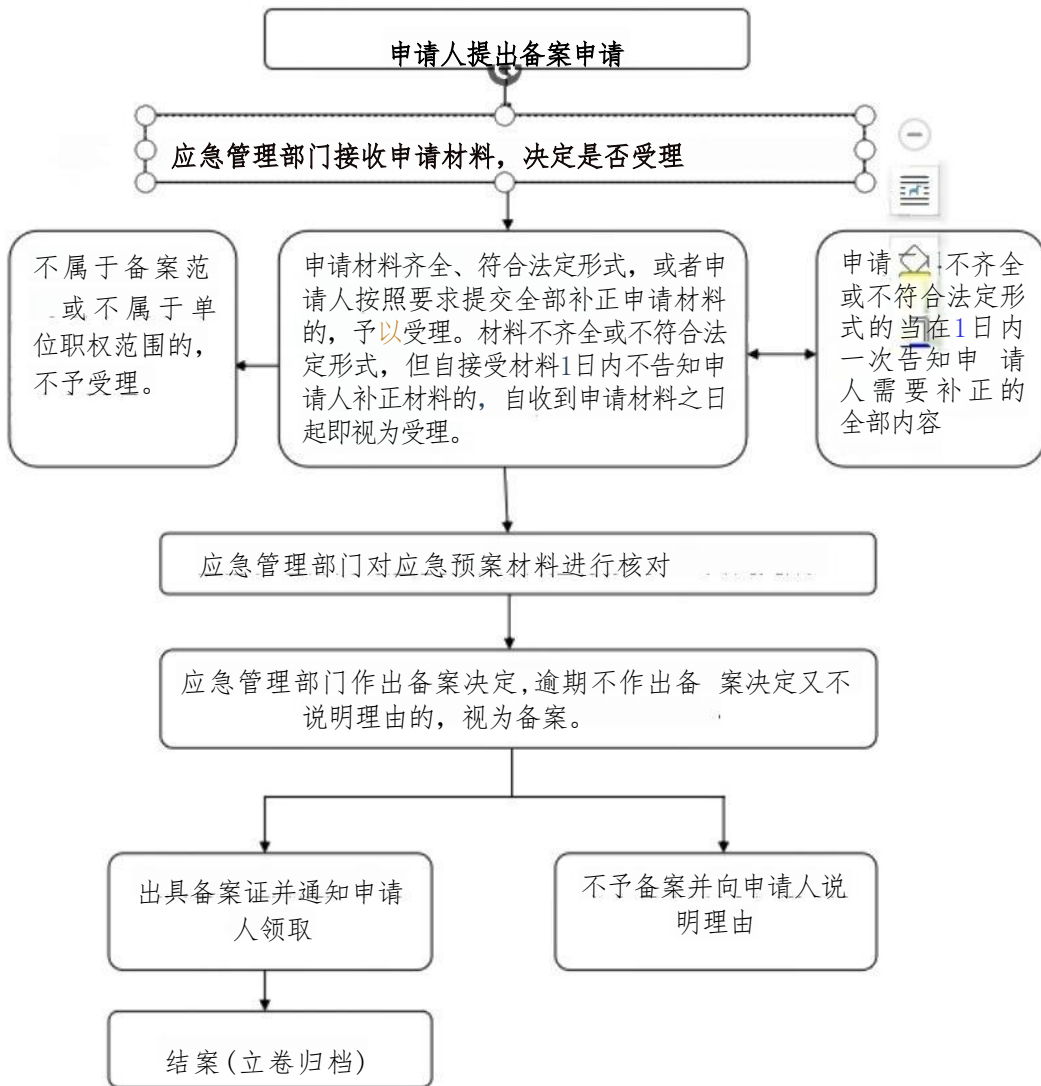 申请人提出备案申请
应急管理部门接收申请材料，决定是否受理
不属于备案范
或不属于单
位职权范围的，
不予受理。
申请材料齐全、符合法定形式，或者申
请人按照要求提交全部补正申请材料
的，予以受理。材料不齐全或不符合法
定形式，但自接受材料1日内不告知申
请人补正材料的，自收到申请材料之日
起即视为受理。
申请 不齐全
或不符合法定形
式的当在1日内
一次告知申 请
人需要补正的
全部内容
应急管理部门对应急预案材料进行核对
应急管理部门作出备案决定,逾期不作出备 案决定又不
说明理由的，视为备案。
出具备案证并通知申请
人领取
不予备案并向申请人说
明理由
结案(立卷归档)